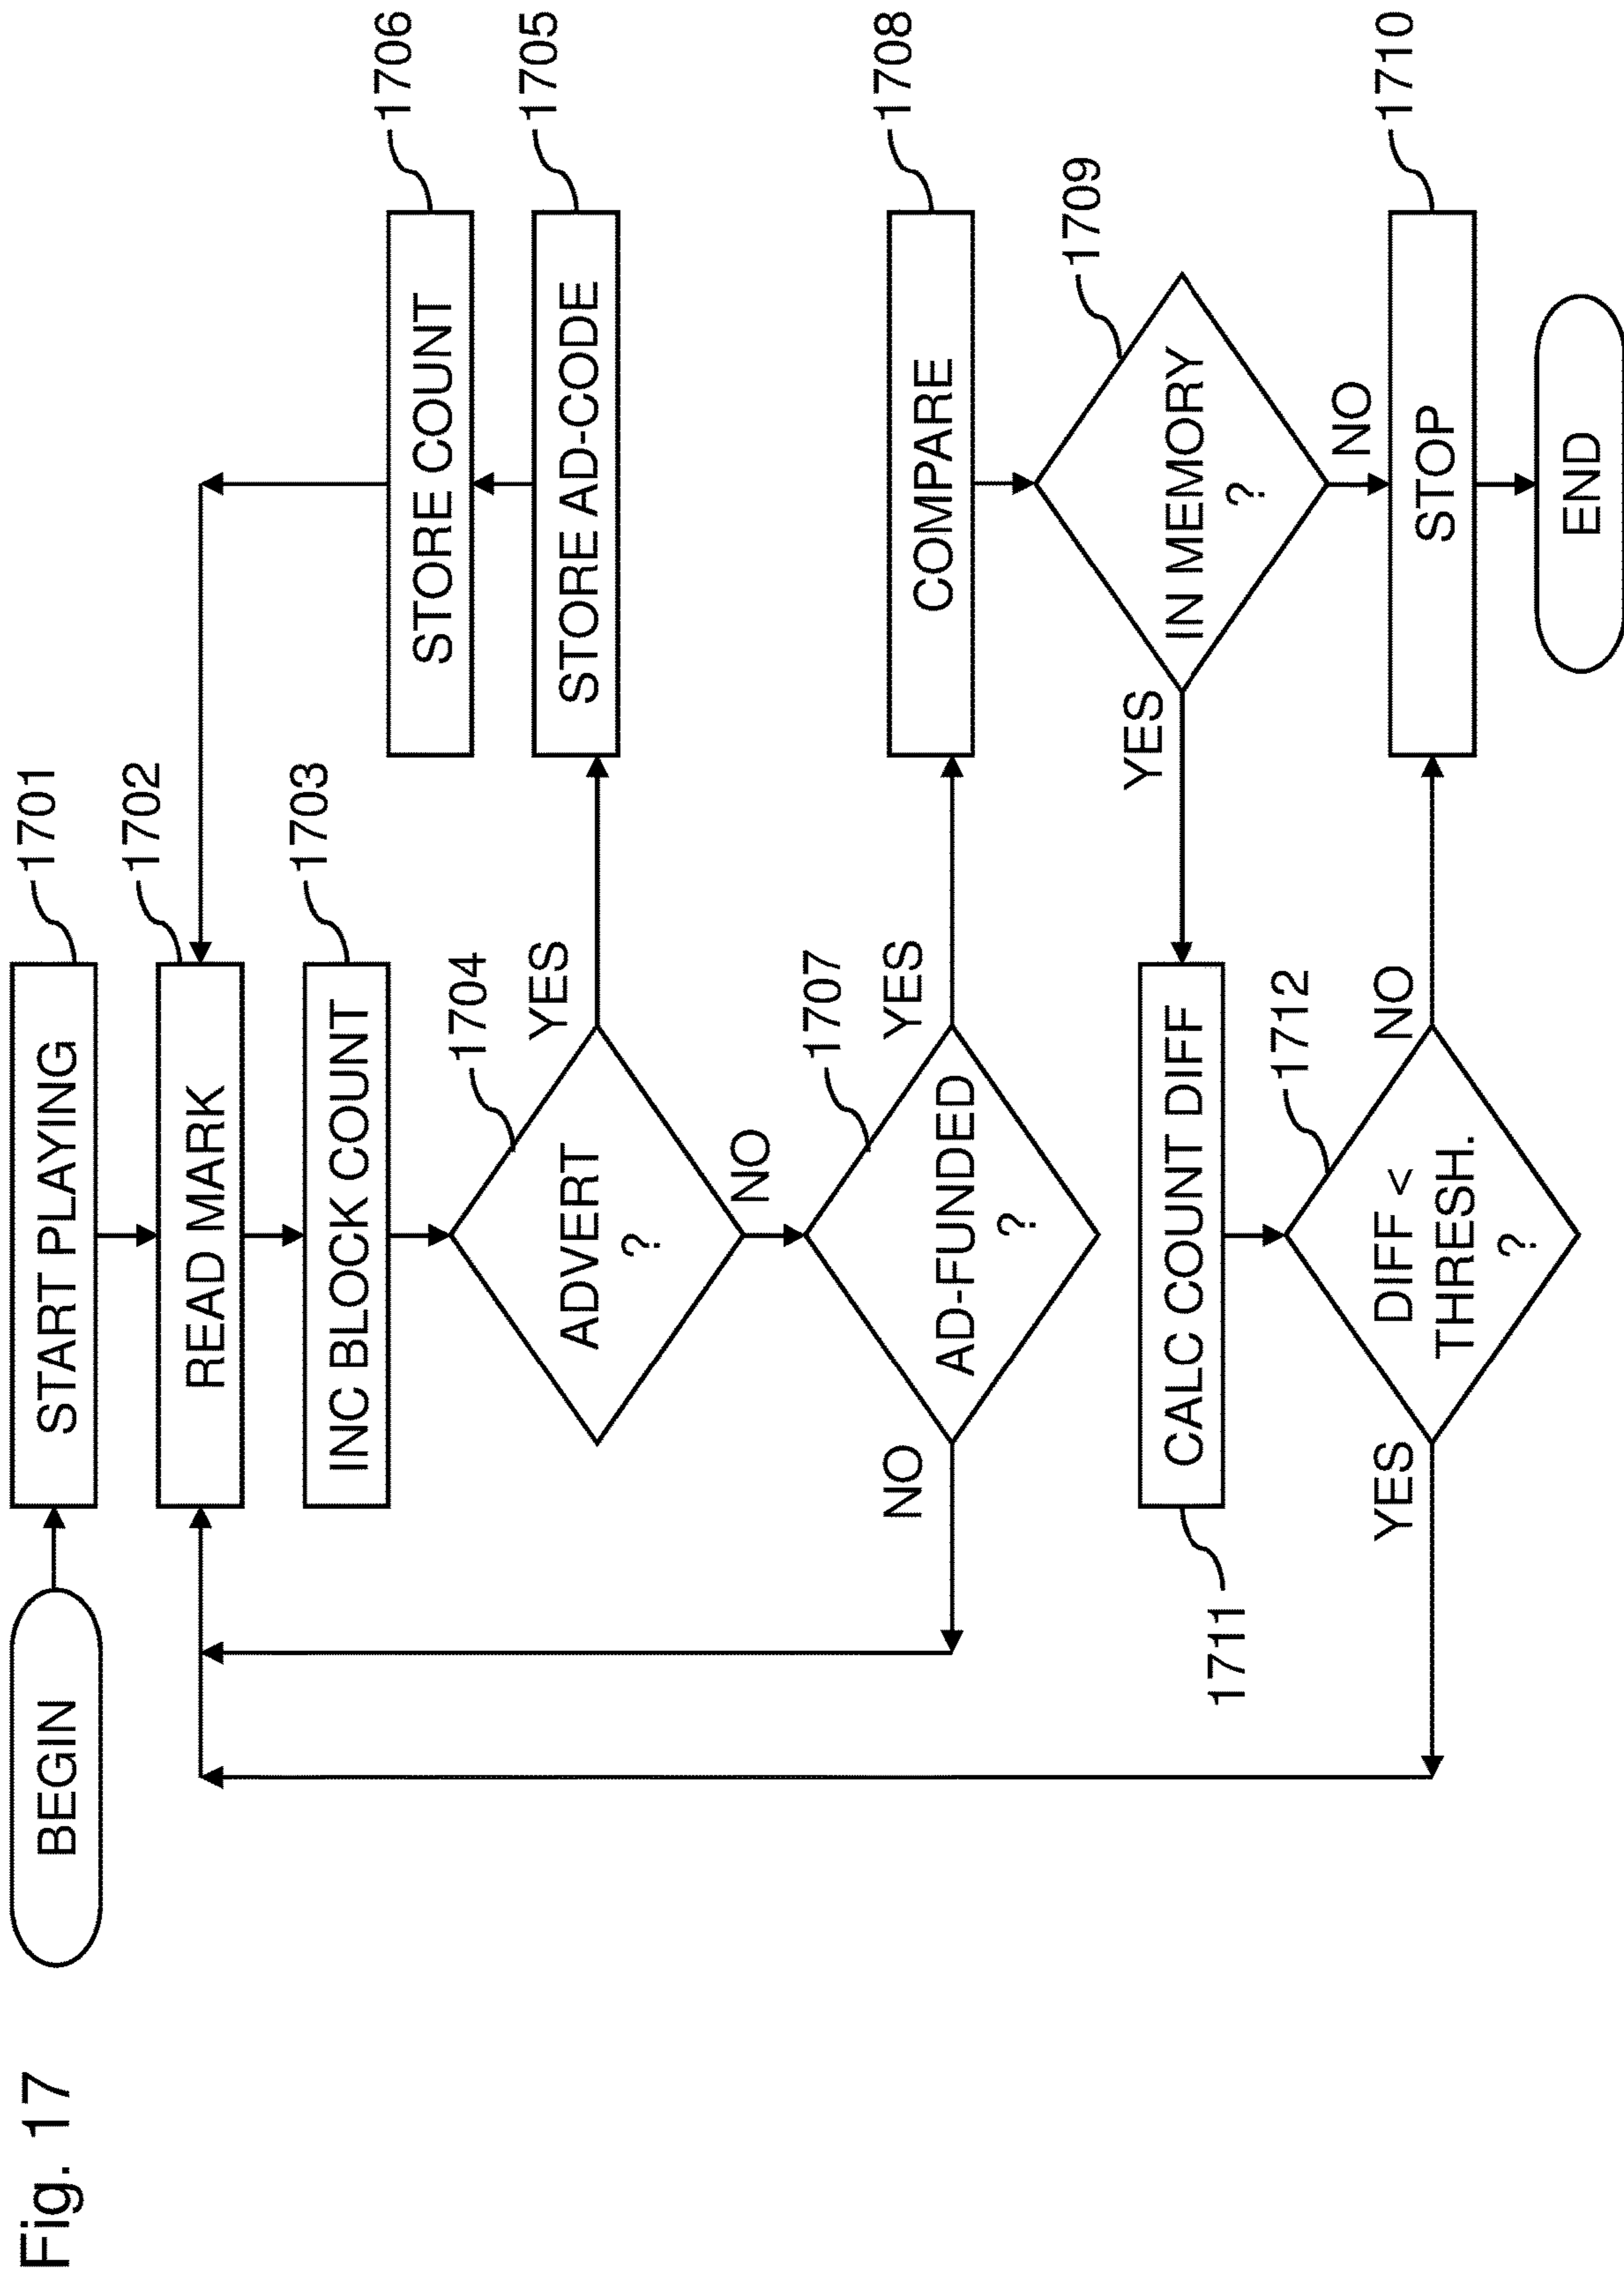 Fig. 17
BEGIN
START PLAYING
1701
READ MARK
1702
INC BLOCK COUNT
1703
ADVERT
?
1704
YES
NO
STORE COUNT
1706
STORE AD-CODE
1705
AD-FUNDED
?
1707
YES
NO
COMPARE
1708
IN MEMORY
?
1709
YES
NO
CALC COUNT DIFF
1711
DIFF <
THRESH.
?
1712
YES
NO
STOP
1710
END